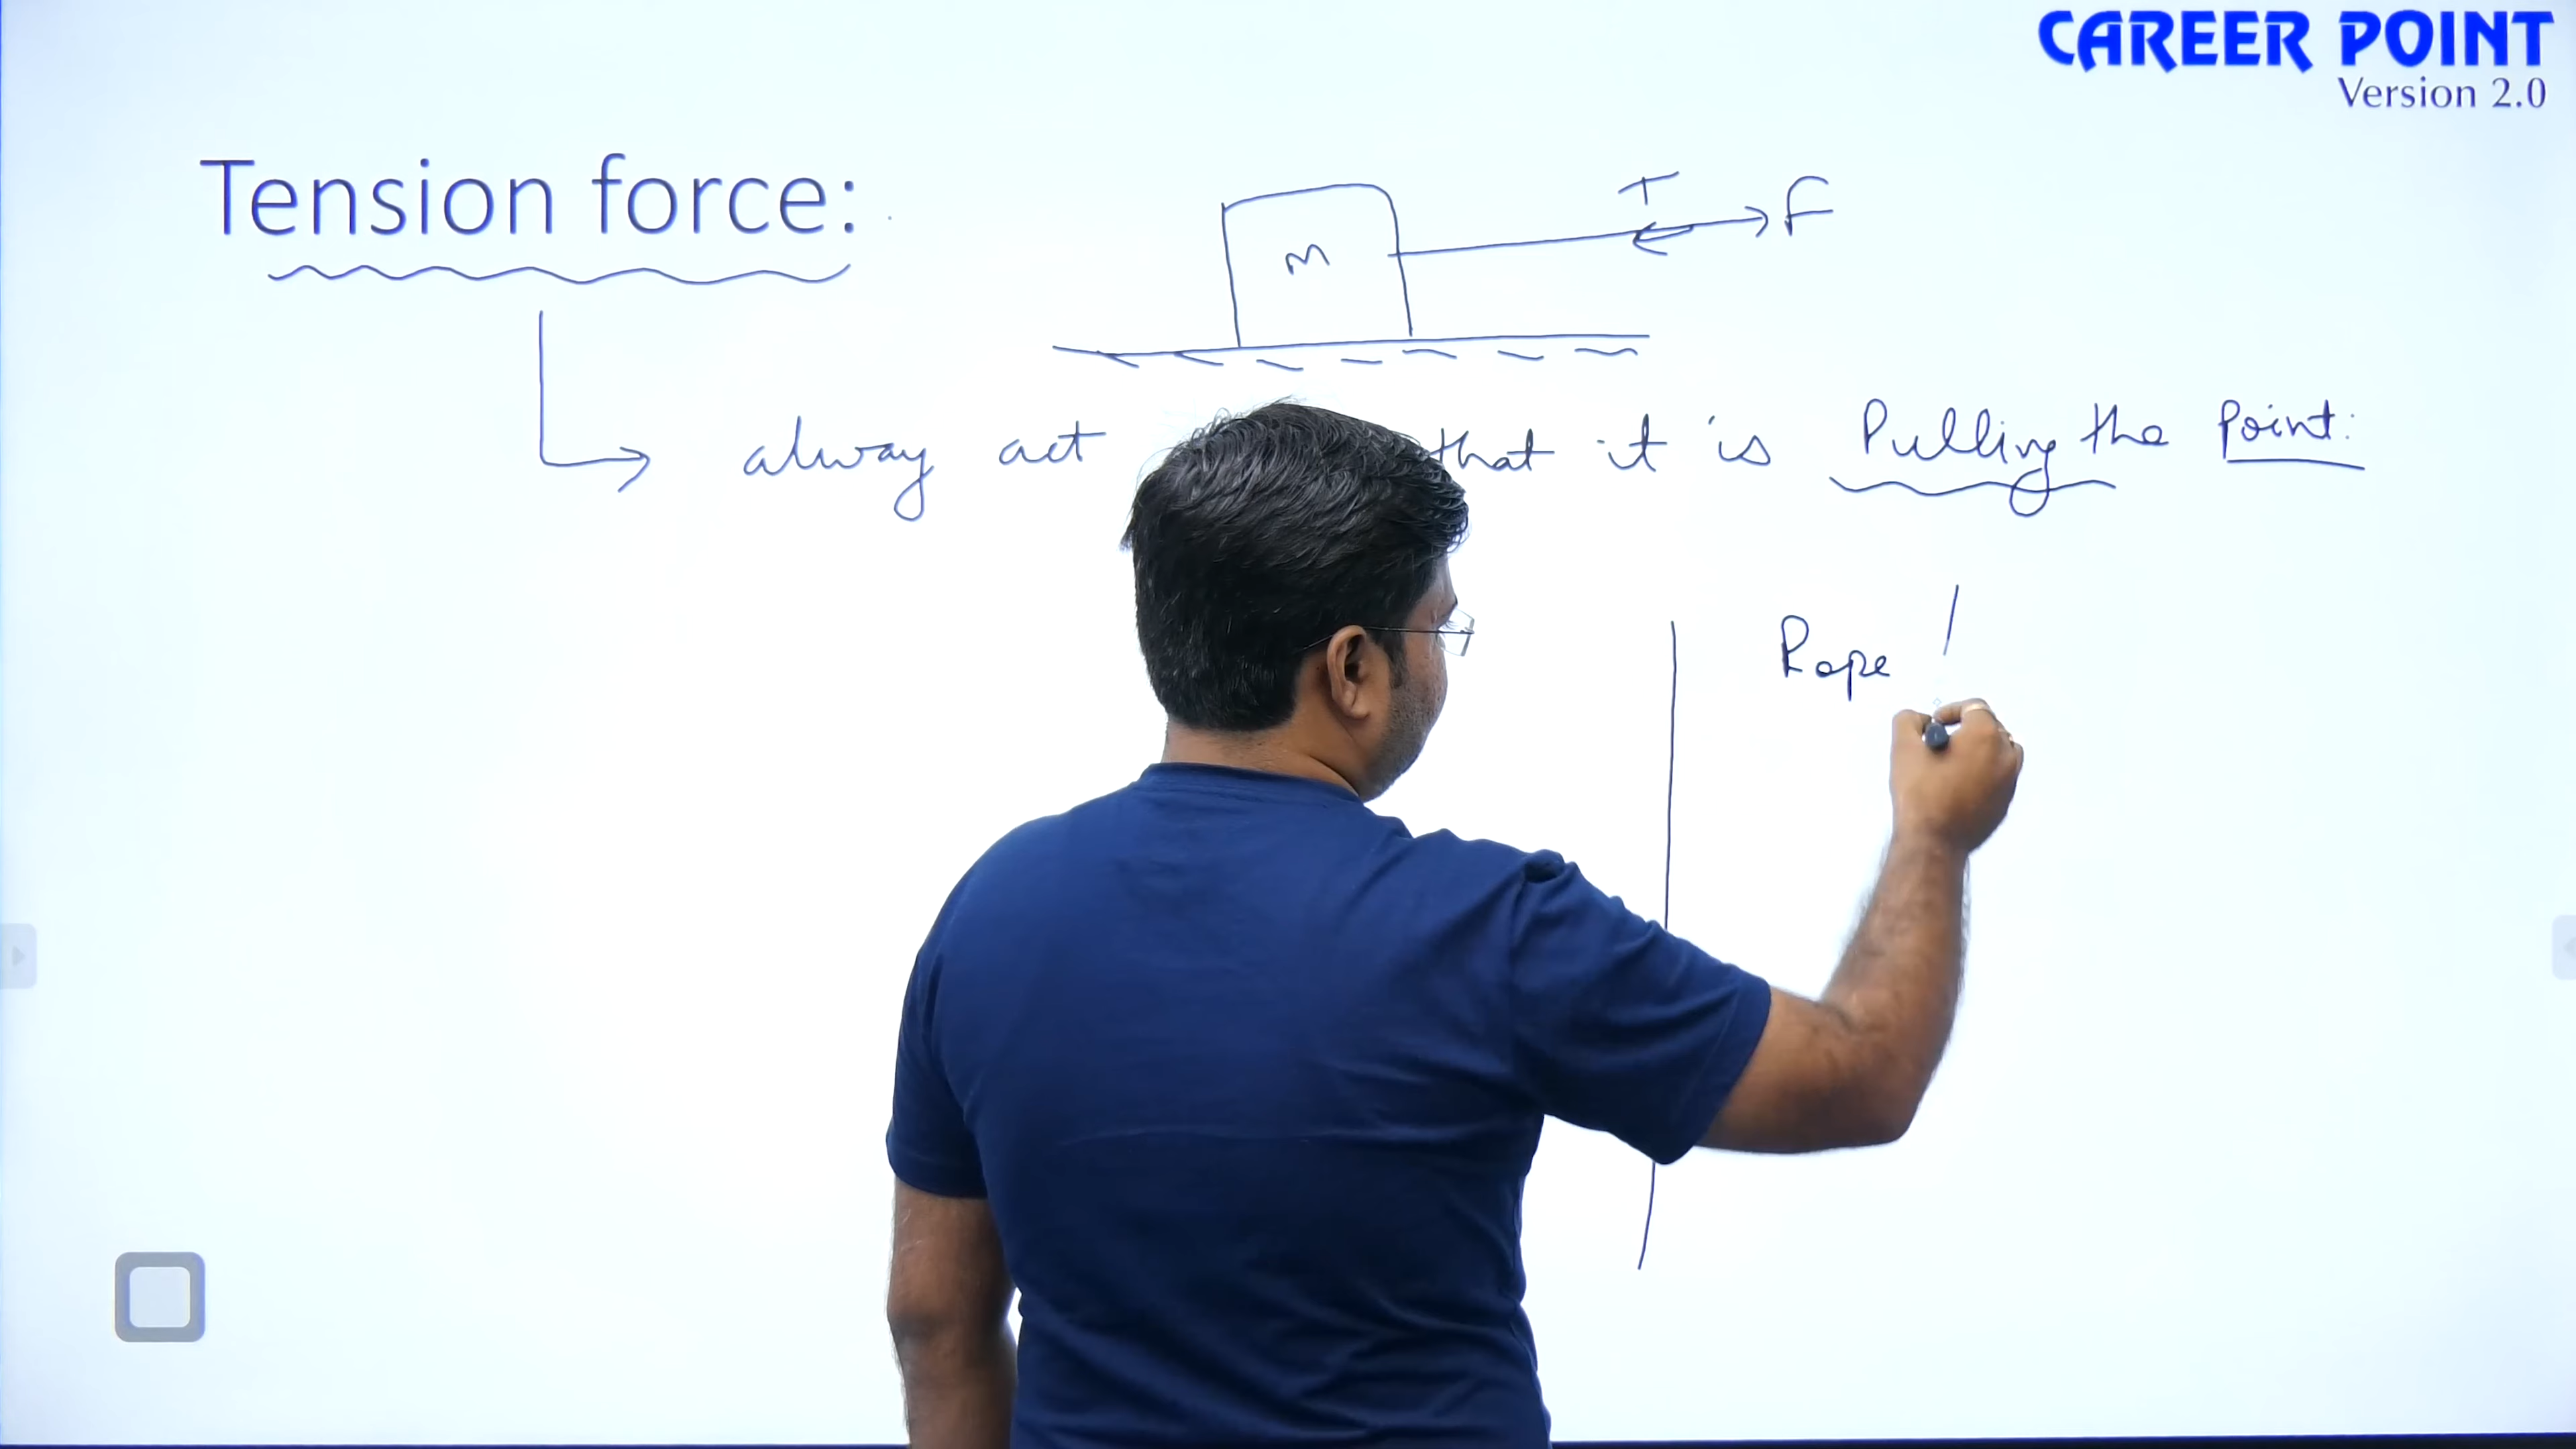 CAREER POINT
Version 2.0
Tension force:
T
F
M
alway act that it is Pulling the Point:
Rope